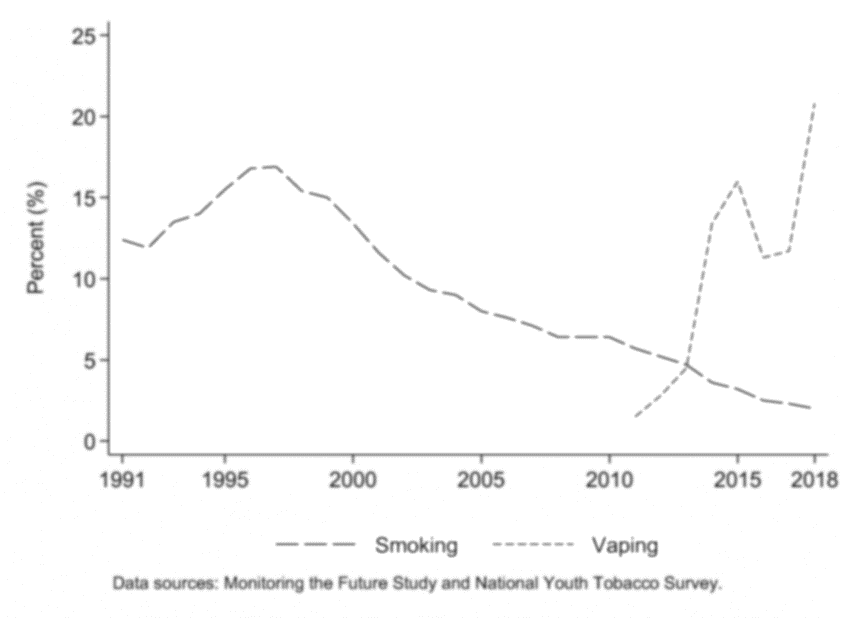 25
20
15
10
5
0
Percent (%)
1991 1995 2000 2005 2010 2015 2018
Smoking Vaping
Data sources: Monitoring the Future Study and National Youth Tobacco Survey.